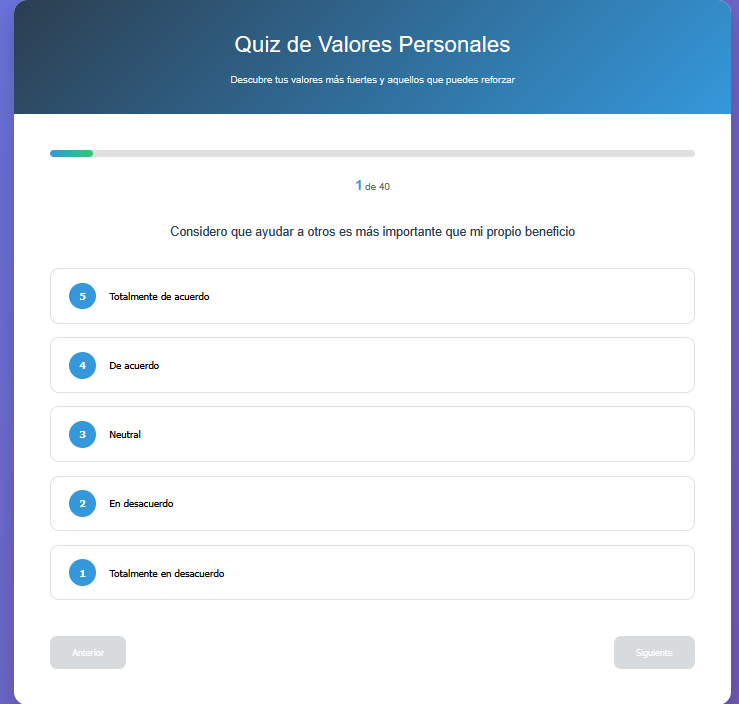 Quiz de Valores Personales
Descubre tus valores más fuertes y aquellos que puedes reforzar
1 de 40
Considero que ayudar a otros es más importante que mi propio beneficio
5 Totalmente de acuerdo
4 De acuerdo
3 Neutral
2 En desacuerdo
1 Totalmente en desacuerdo
Anterior
Siguiente